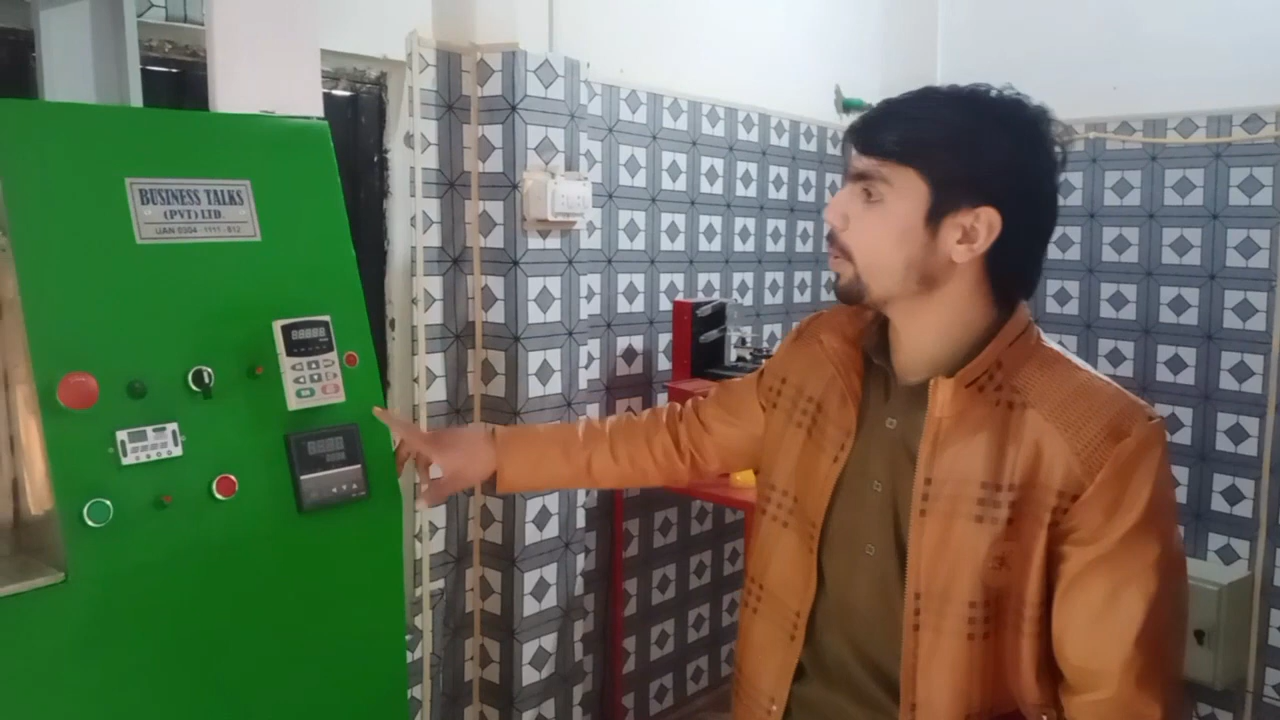 BUSINESS TALKS
(PVT) LTD.
UAN 0304 - 1111 - 812